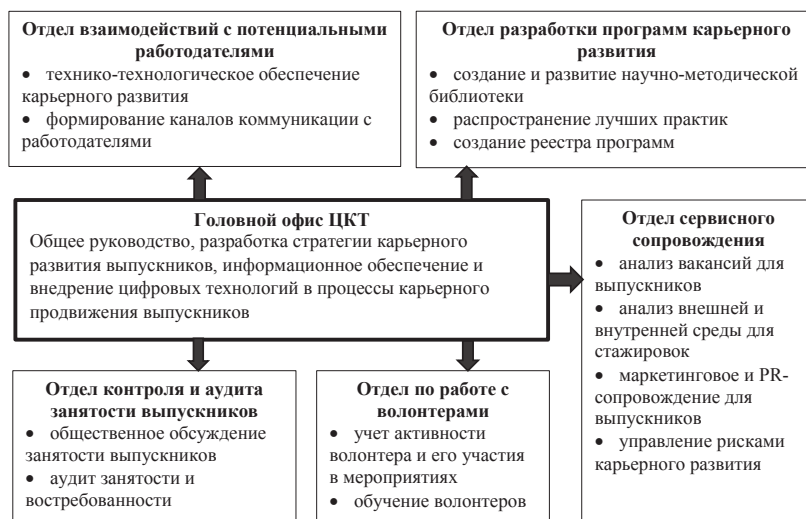 Отдел взаимодействий с потенциальными
работодателями
• технико-технологическое обеспечение
карьерного развития
• формирование каналов коммуникации с
работодателями
Отдел разработки программ карьерного
развития
• создание и развитие научно-методической
библиотеки
• распространение лучших практик
• создание реестра программ
Головной офис ЦКТ
Общее руководство, разработка стратегии карьерного
развития выпускников, информационное обеспечение и
внедрение цифровых технологий в процессы карьерного
продвижения выпускников
Отдел сервисного
сопровождения
• анализ вакансий для
выпускников
• анализ внешней и
внутренней среды для
стажировок
• маркетинговое и PR-
сопровождение для
выпускников
• управление рисками
карьерного развития
Отдел контроля и аудита
занятости выпускников
• общественное обсуждение
занятости выпускников
• аудит занятости и
востребованности
Отдел по работе с
волонтерами
• учет активности
волонтера и его участия
в мероприятиях
• обучение волонтеров